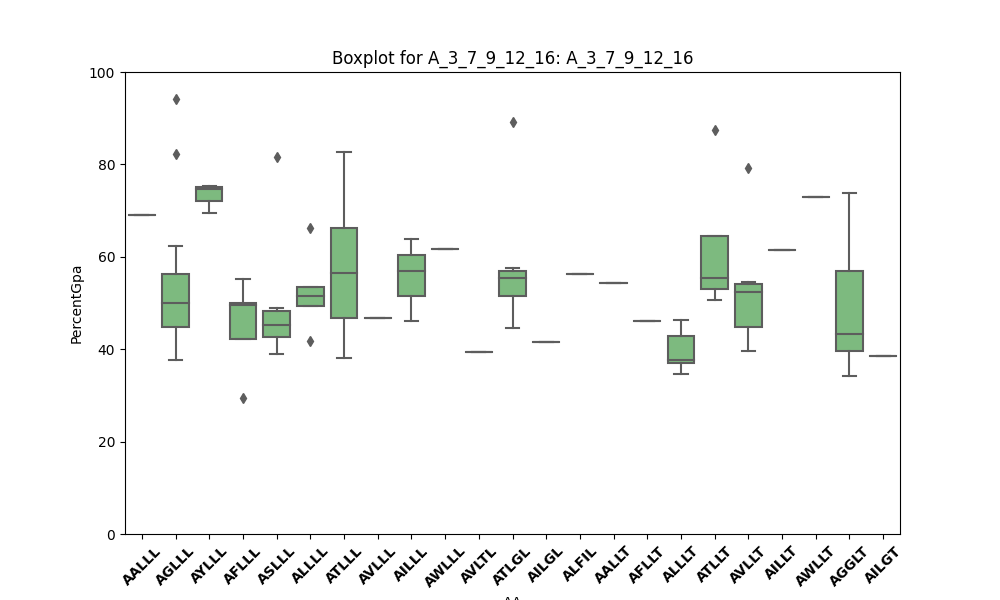 Boxplot for A_3_7_9_12_16: A_3_7_9_12_16
100
80
60
40
20
0
PercentGpa
AALLL AGLLL AYLLL AFLLL ASLLL ALLLL ATLLL AVLLL AILLL AWLLL AVLTL ATLGL AILGL ALFIL AALLT AFLLT ALLLT ATLLT AVLLT AILLT AWLLT AGGLT AILGT